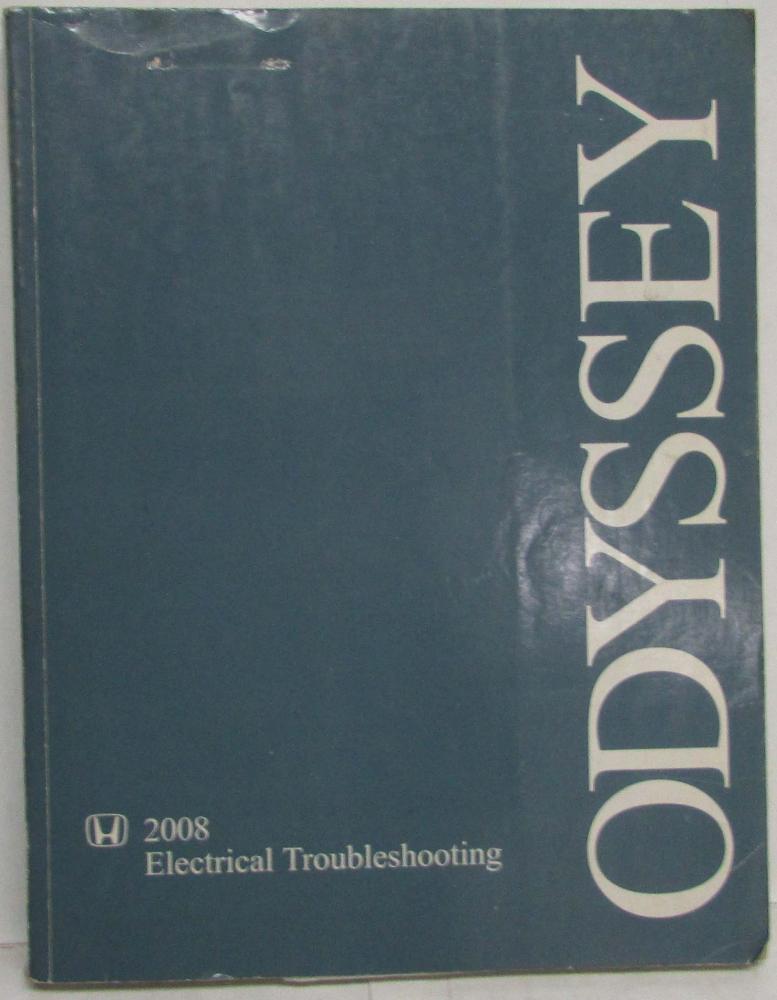 ODYSSEY
2008
Electrical Troubleshooting